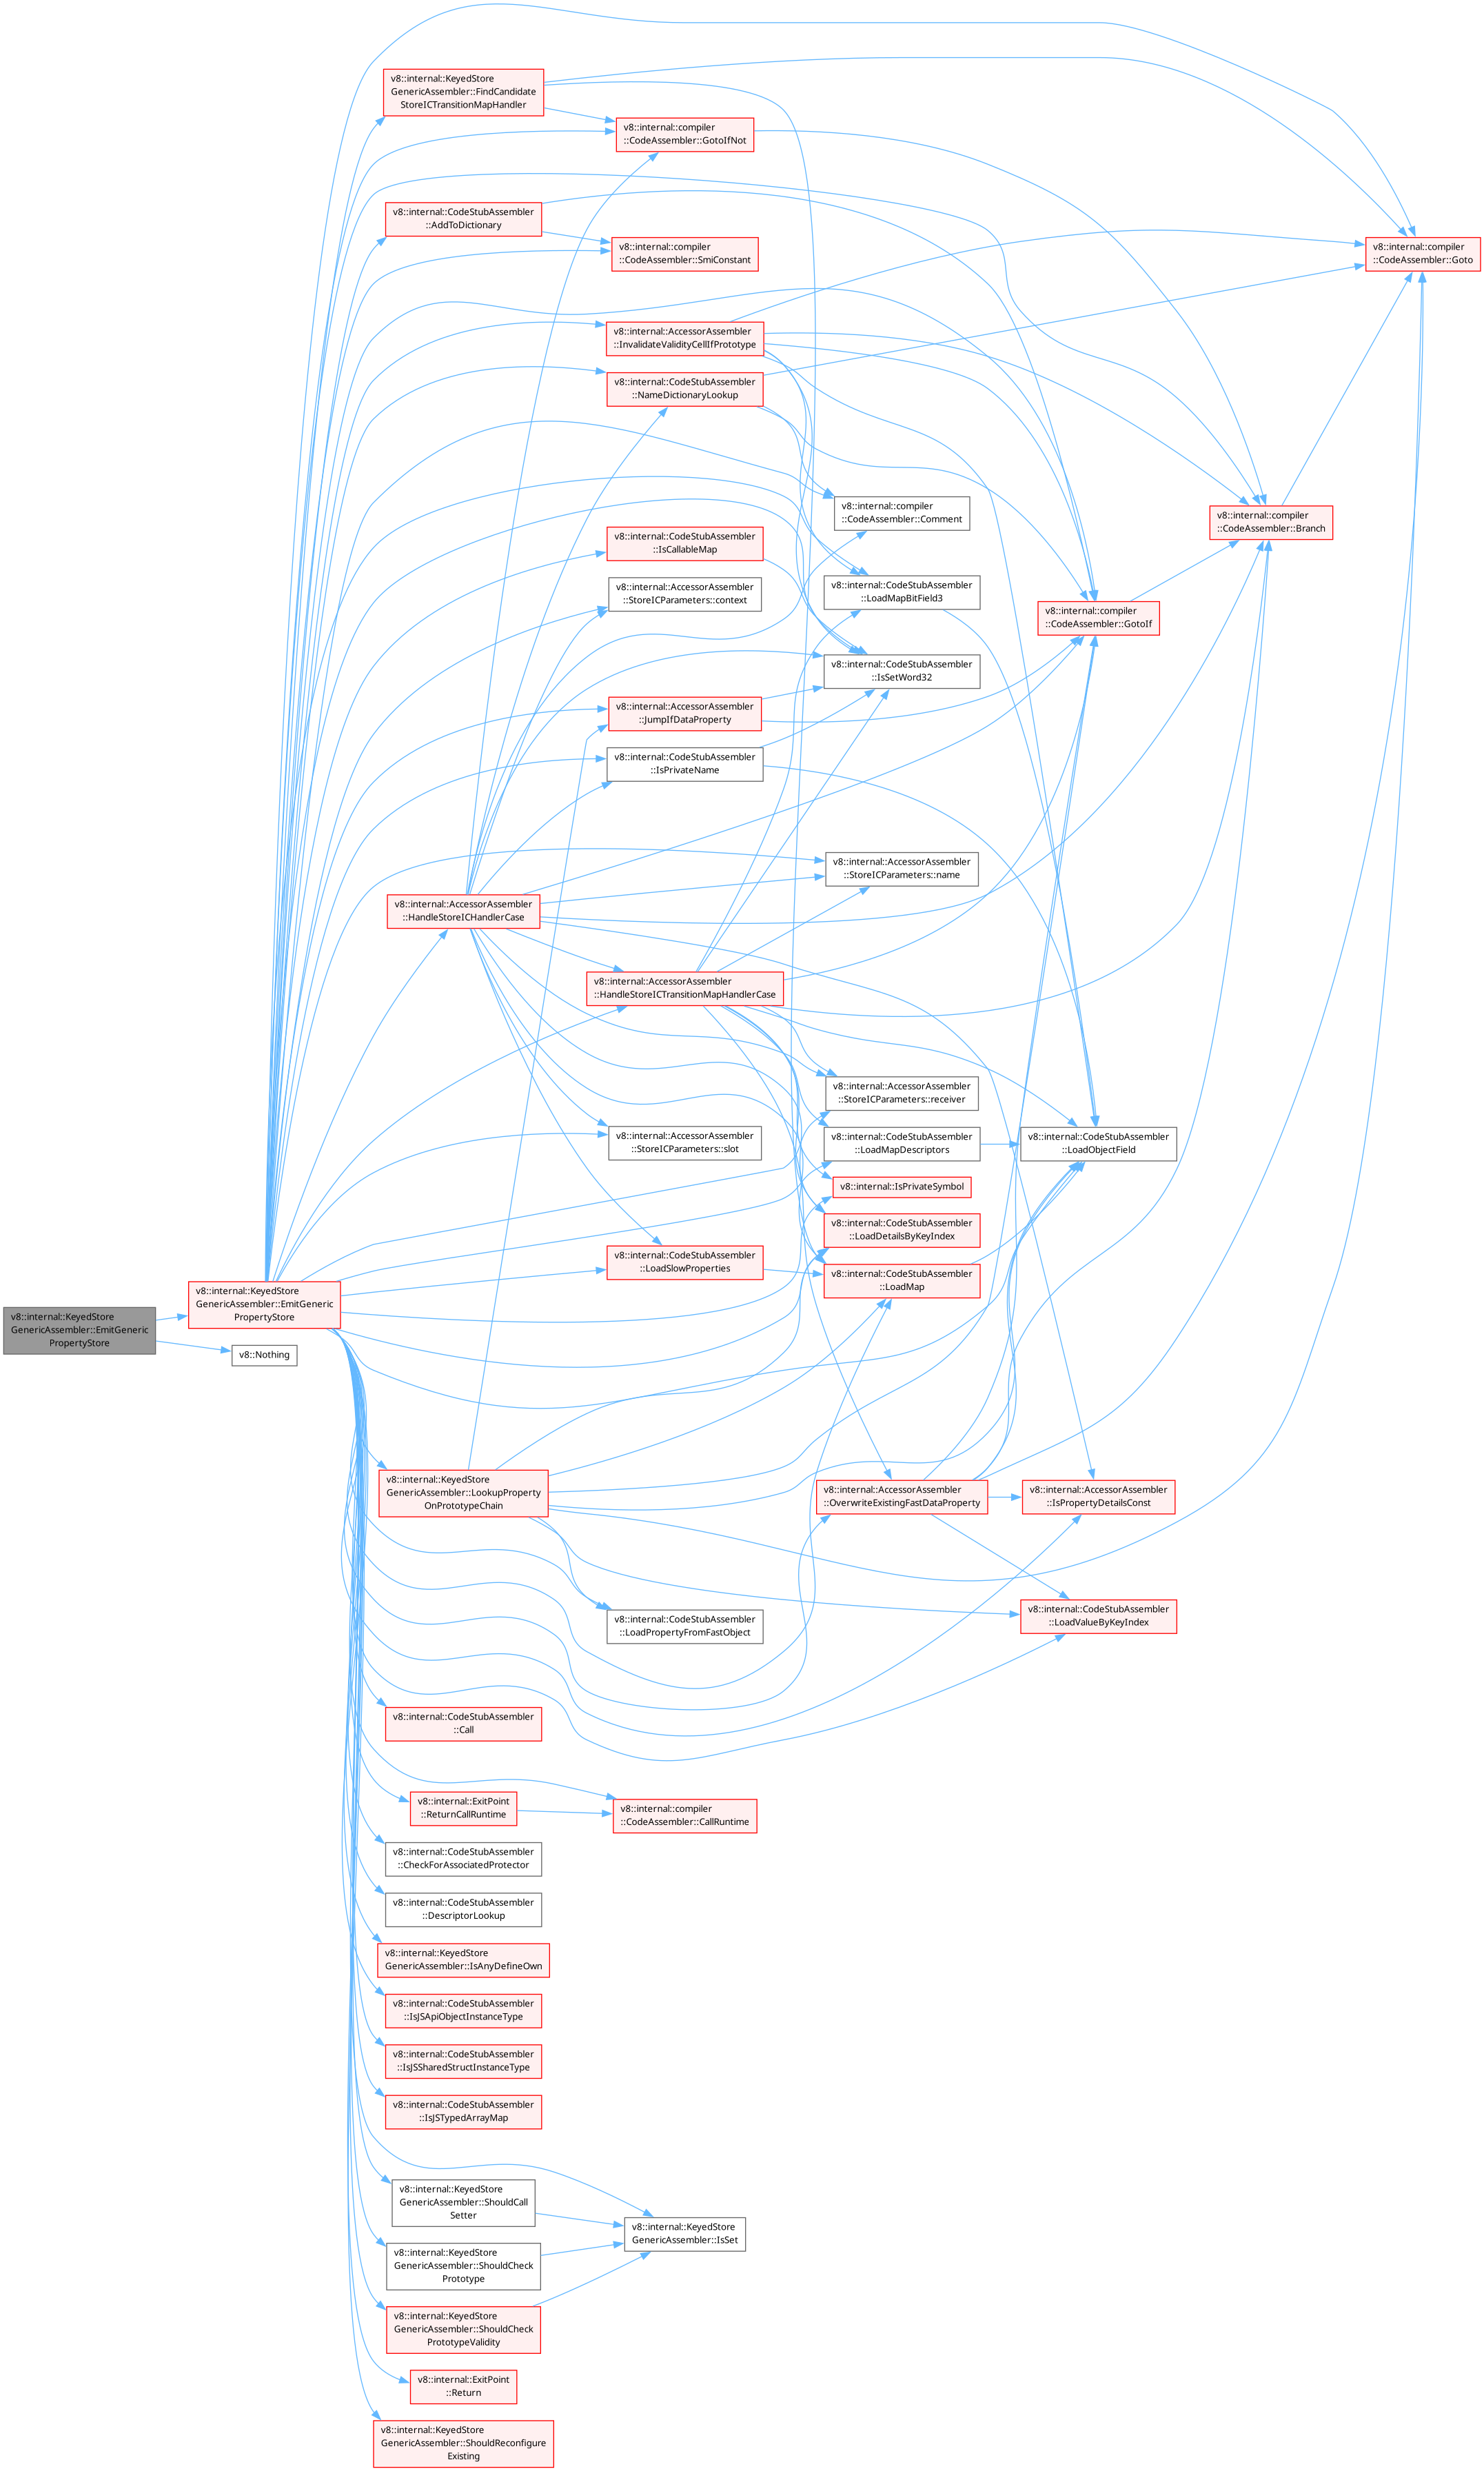 v8::internal::KeyedStore
GenericAssembler::FindCandidate
StoreICTransitionMapHandler
v8::internal::compiler
::CodeAssembler::GotoIfNot
v8::internal::CodeStubAssembler
::AddToDictionary
v8::internal::compiler
::CodeAssembler::SmiConstant
v8::internal::compiler
::CodeAssembler::Goto
v8::internal::AccessorAssembler
::InvalidateValidityCellIfPrototype
v8::internal::CodeStubAssembler
::NameDictionaryLookup
v8::internal::compiler
::CodeAssembler::Comment
v8::internal::compiler
::CodeAssembler::Branch
v8::internal::CodeStubAssembler
::IsCallableMap
v8::internal::AccessorAssembler
::StoreICParameters::context
v8::internal::CodeStubAssembler
::LoadMapBitField3
v8::internal::compiler
::CodeAssembler::GotoIf
v8::internal::CodeStubAssembler
::IsSetWord32
v8::internal::AccessorAssembler
::JumpIfDataProperty
v8::internal::CodeStubAssembler
::IsPrivateName
v8::internal::AccessorAssembler
::StoreICParameters::name
v8::internal::AccessorAssembler
::HandleStoreICHandlerCase
v8::internal::AccessorAssembler
::HandleStoreICTransitionMapHandlerCase
v8::internal::AccessorAssembler
::StoreICParameters::receiver
v8::internal::AccessorAssembler
::StoreICParameters::slot
v8::internal::CodeStubAssembler
::LoadMapDescriptors
v8::internal::CodeStubAssembler
::LoadObjectField
v8::internal::IsPrivateSymbol
v8::internal::CodeStubAssembler
::LoadDetailsByKeyIndex
v8::internal::CodeStubAssembler
::LoadSlowProperties
v8::internal::CodeStubAssembler
::LoadMap
v8::internal::KeyedStore
GenericAssembler::EmitGeneric
PropertyStore
v8::internal::KeyedStore
GenericAssembler::EmitGeneric
PropertyStore
v8::Nothing
v8::internal::KeyedStore
GenericAssembler::LookupProperty
OnPrototypeChain
v8::internal::AccessorAssembler
::OverwriteExistingFastDataProperty
v8::internal::AccessorAssembler
::IsPropertyDetailsConst
v8::internal::CodeStubAssembler
::LoadValueByKeyIndex
v8::internal::CodeStubAssembler
::LoadPropertyFromFastObject
v8::internal::CodeStubAssembler
::Call
v8::internal::ExitPoint
::ReturnCallRuntime
v8::internal::compiler
::CodeAssembler::CallRuntime
v8::internal::CodeStubAssembler
::CheckForAssociatedProtector
v8::internal::CodeStubAssembler
::DescriptorLookup
v8::internal::KeyedStore
GenericAssembler::IsAnyDefineOwn
v8::internal::CodeStubAssembler
::IsJSApiObjectInstanceType
v8::internal::CodeStubAssembler
::IsJSSharedStructInstanceType
v8::internal::CodeStubAssembler
::IsJSTypedArrayMap
v8::internal::KeyedStore
GenericAssembler::ShouldCall
Setter
v8::internal::KeyedStore
GenericAssembler::IsSet
v8::internal::KeyedStore
GenericAssembler::ShouldCheck
Prototype
v8::internal::KeyedStore
GenericAssembler::ShouldCheck
PrototypeValidity
v8::internal::ExitPoint
::Return
v8::internal::KeyedStore
GenericAssembler::ShouldReconfigure
Existing